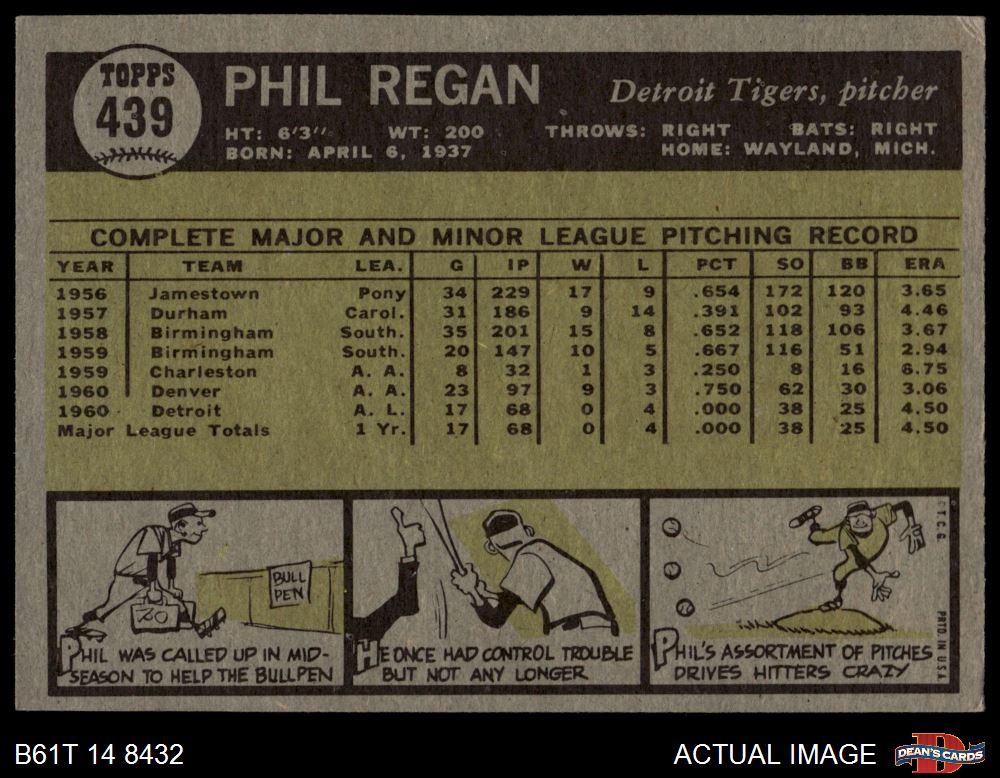 TOPPS
439
PHIL REGAN
Detroit Tigers, pitcher
HT: 6'3" WT: 200 THROWS: RIGHT BATS: RIGHT
BORN: APRIL 6, 1937 HOME: WAYLAND, MICH.
COMPLETE MAJOR AND MINOR LEAGUE PITCHING RECORD
YEAR TEAM LEA. G IP W L PCT SO BB ERA
1956 Jamestown Pony 34 229 17 9 .654 172 120 3.65
1957 Durham Carol. 31 186 9 14 .391 102 93 4.46
1958 Birmingham South. 35 201 15 8 .652 118 106 3.67
1959 Birmingham South. 20 147 10 5 .667 116 51 2.94
1959 Charleston A. A. 8 32 1 3 .250 8 16 6.75
1960 Denver A. A. 23 97 9 3 .750 62 30 3.06
1960 Detroit A. L. 17 68 0 4 .000 38 25 4.50
Major League Totals 1 Yr. 17 68 0 4 .000 38 25 4.50
BULL
PEN
PHIL WAS CALLED UP IN MID-
SEASON TO HELP THE BULLPEN
HE ONCE HAD CONTROL TROUBLE
BUT NOT ANY LONGER
PHIL'S ASSORTMENT OF PITCHES
DRIVES HITTERS CRAZY
©T.C.G.
PRTD. IN U.S.A.
B61T 14 8432
ACTUAL IMAGE
DEAN'S CARDS